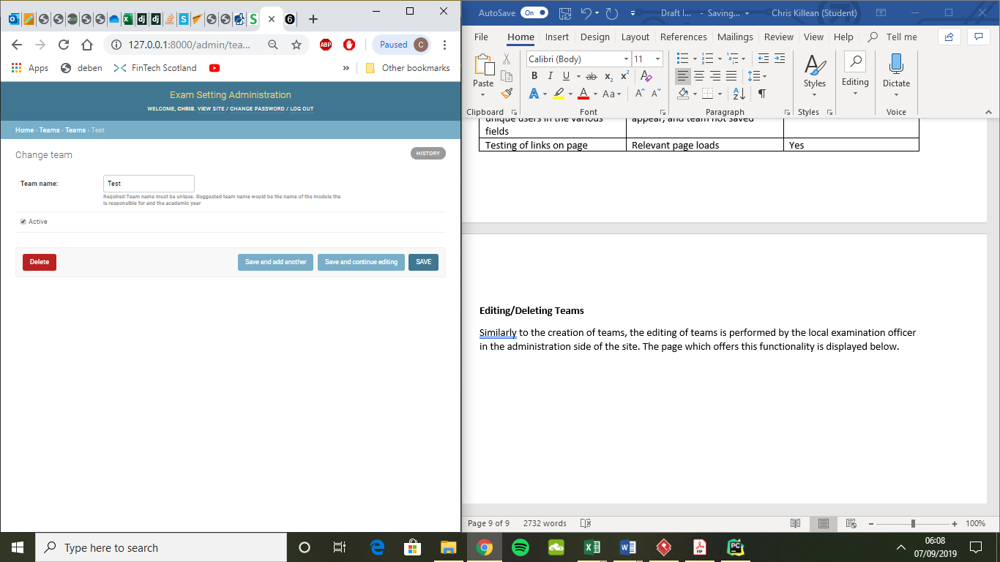 127.0.0.1:8000/admin/tea...
Paused
C
ABP
Apps
deben
FinTech Scotland
»
Other bookmarks
Exam Setting Administration
WELCOME, CHRIS. VIEW SITE / CHANGE PASSWORD / LOG OUT
Home › Teams › Teams › Test
Change team
HISTORY
Team name:
Test
Required:Team name must be unique. Suggested team name would be the name of the module the
is responsible for and the academic year
Active
Delete
Save and add another
Save and continue editing
SAVE
AutoSave
On
Draft I... - Saving...
Chris Killean (Student)
File Home Insert Design Layout References Mailings Review View Help Tell me
Paste
Clipboard
Calibri (Body)
11
B I U ab x₂ x²
A A Aa A A
Font
Paragraph
Styles
Styles
Editing
Dictate
Voice
unique users in the various
fields
appear, and team not saved
Testing of links on page
Relevant page loads
Yes
Editing/Deleting Teams
Similarly to the creation of teams, the editing of teams is performed by the local examination officer
in the administration side of the site. The page which offers this functionality is displayed below.
Page 9 of 9
2732 words
100%
Type here to search
06:08
07/09/2019